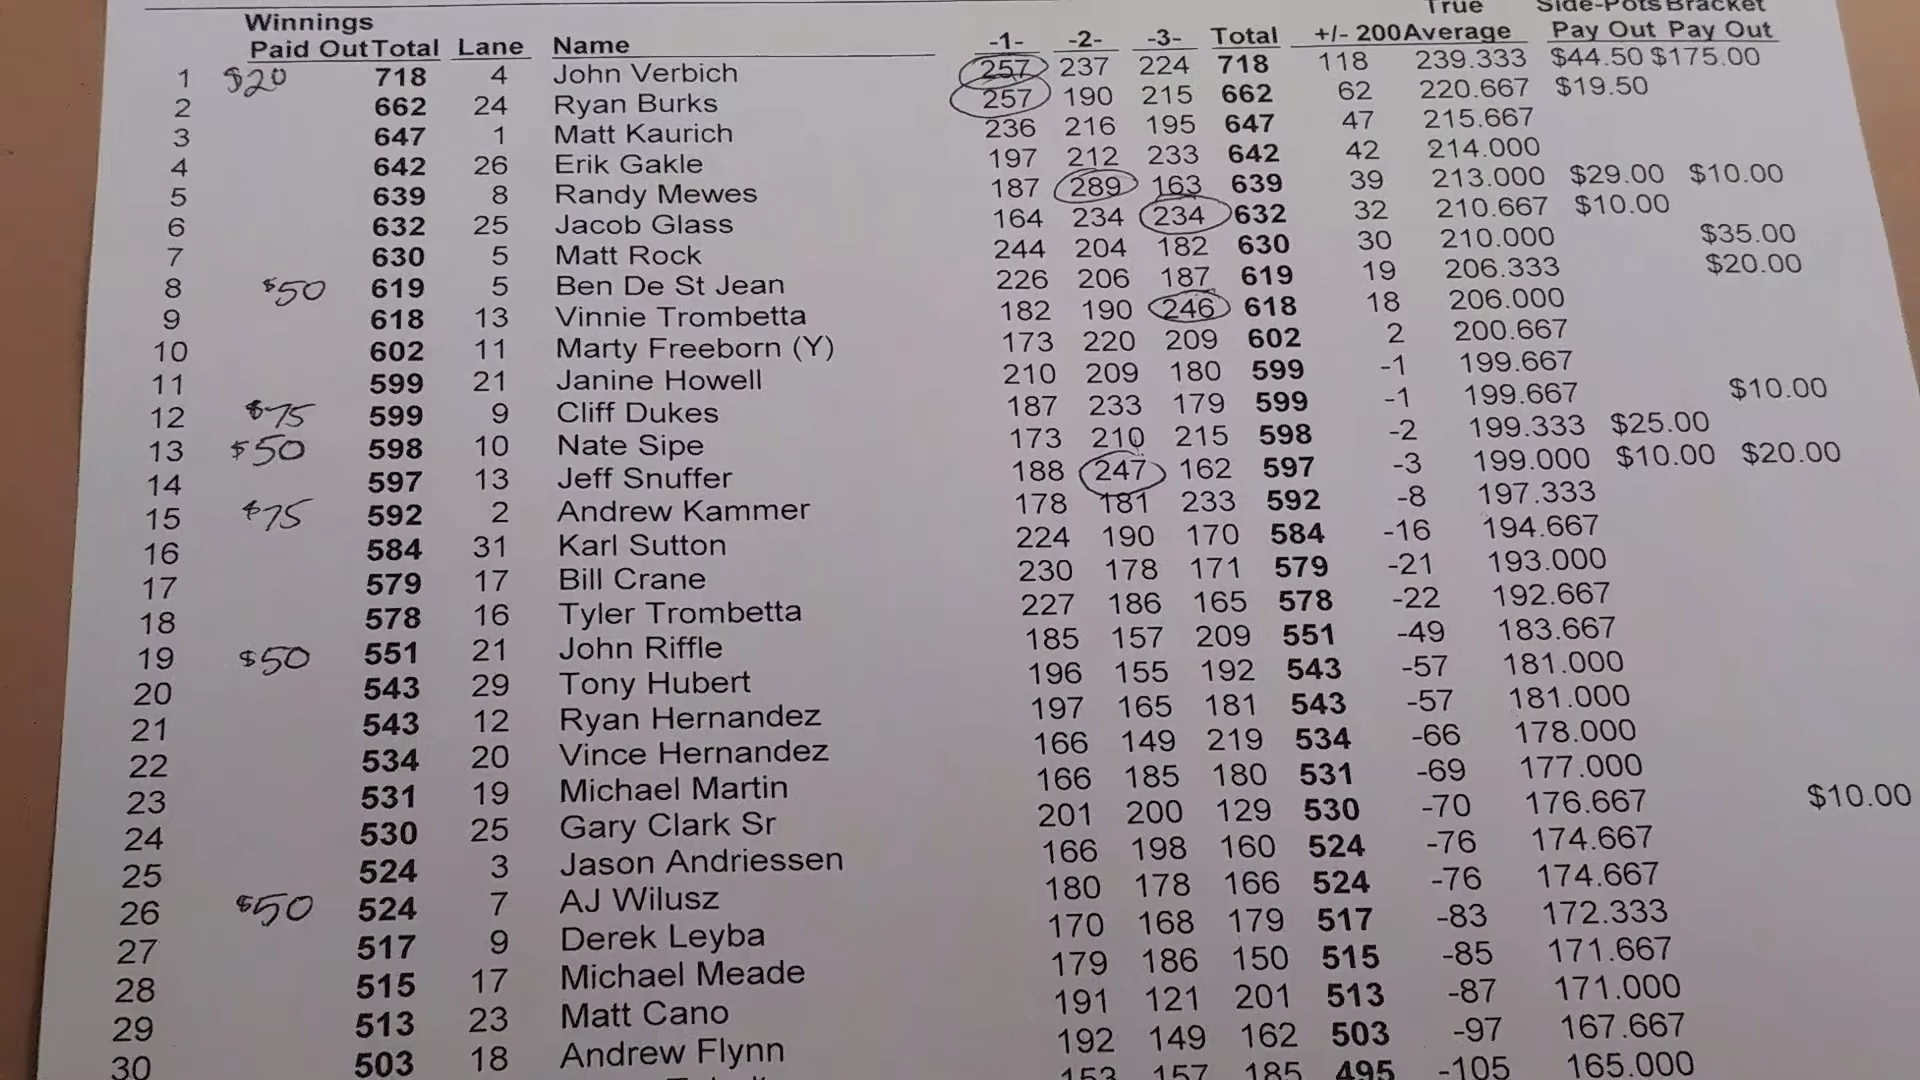 Winnings True Side-Pots Bracket
Paid Out Total Lane Name -1- -2- -3- Total +/- 200 Average Pay Out Pay Out
1 $20 718 4 John Verbich 257 237 224 718 118 239.333 $44.50 $175.00
2 662 24 Ryan Burks 257 190 215 662 62 220.667 $19.50
3 647 1 Matt Kaurich 236 216 195 647 47 215.667
4 642 26 Erik Gakle 197 212 233 642 42 214.000
5 639 8 Randy Mewes 187 289 163 639 39 213.000 $29.00 $10.00
6 632 25 Jacob Glass 164 234 234 632 32 210.667 $10.00
7 630 5 Matt Rock 244 204 182 630 30 210.000 $35.00
8 $50 619 5 Ben De St Jean 226 206 187 619 19 206.333 $20.00
9 618 13 Vinnie Trombetta 182 190 246 618 18 206.000
10 602 11 Marty Freeborn (Y) 173 220 209 602 2 200.667
11 599 21 Janine Howell 210 209 180 599 -1 199.667
12 $75 599 9 Cliff Dukes 187 233 179 599 -1 199.667 $10.00
13 $50 598 10 Nate Sipe 173 210 215 598 -2 199.333 $25.00
14 597 13 Jeff Snuffer 188 247 162 597 -3 199.000 $10.00 $20.00
15 $75 592 2 Andrew Kammer 178 181 233 592 -8 197.333
16 584 31 Karl Sutton 224 190 170 584 -16 194.667
17 579 17 Bill Crane 230 178 171 579 -21 193.000
18 578 16 Tyler Trombetta 227 186 165 578 -22 192.667
19 $50 551 21 John Riffle 185 157 209 551 -49 183.667
20 543 29 Tony Hubert 196 155 192 543 -57 181.000
21 543 12 Ryan Hernandez 197 165 181 543 -57 181.000
22 534 20 Vince Hernandez 166 149 219 534 -66 178.000
23 531 19 Michael Martin 166 185 180 531 -69 177.000
24 530 25 Gary Clark Sr 201 200 129 530 -70 176.667 $10.00
25 524 3 Jason Andriessen 166 198 160 524 -76 174.667
26 $50 524 7 AJ Wilusz 180 178 166 524 -76 174.667
27 517 9 Derek Leyba 170 168 179 517 -83 172.333
28 515 17 Michael Meade 179 186 150 515 -85 171.667
29 513 23 Matt Cano 191 121 201 513 -87 171.000
30 503 18 Andrew Flynn 192 149 162 503 -97 167.667
153 157 185 495 -105 165.000